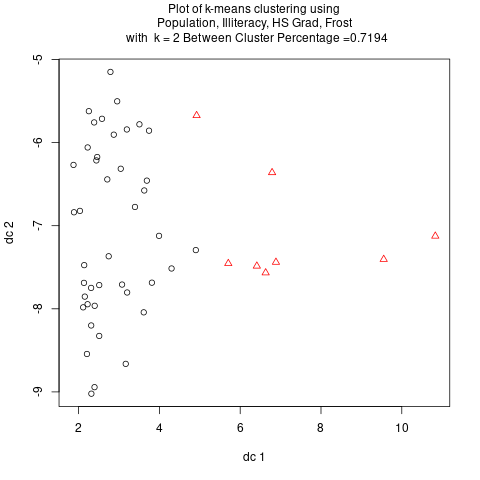 Plot of k-means clustering using
Population, Illiteracy, HS Grad, Frost
with k = 2 Between Cluster Percentage =0.7194
-5
-6
-7
-8
-9
dc 2
2 4 6 8 10
dc 1